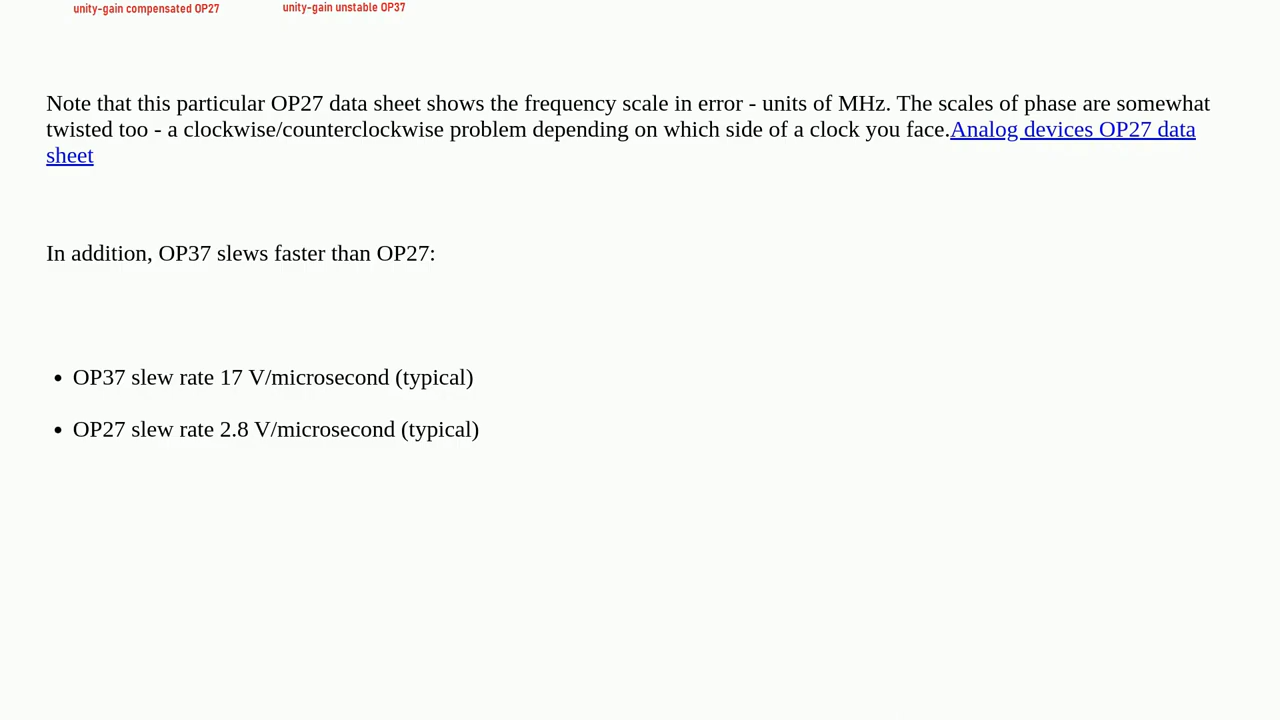 unity-gain compensated OP27 unity-gain unstable OP37
Note that this particular OP27 data sheet shows the frequency scale in error - units of MHz. The scales of phase are somewhat
twisted too - a clockwise/counterclockwise problem depending on which side of a clock you face.Analog devices OP27 data
sheet
In addition, OP37 slews faster than OP27:
• OP37 slew rate 17 V/microsecond (typical)
• OP27 slew rate 2.8 V/microsecond (typical)